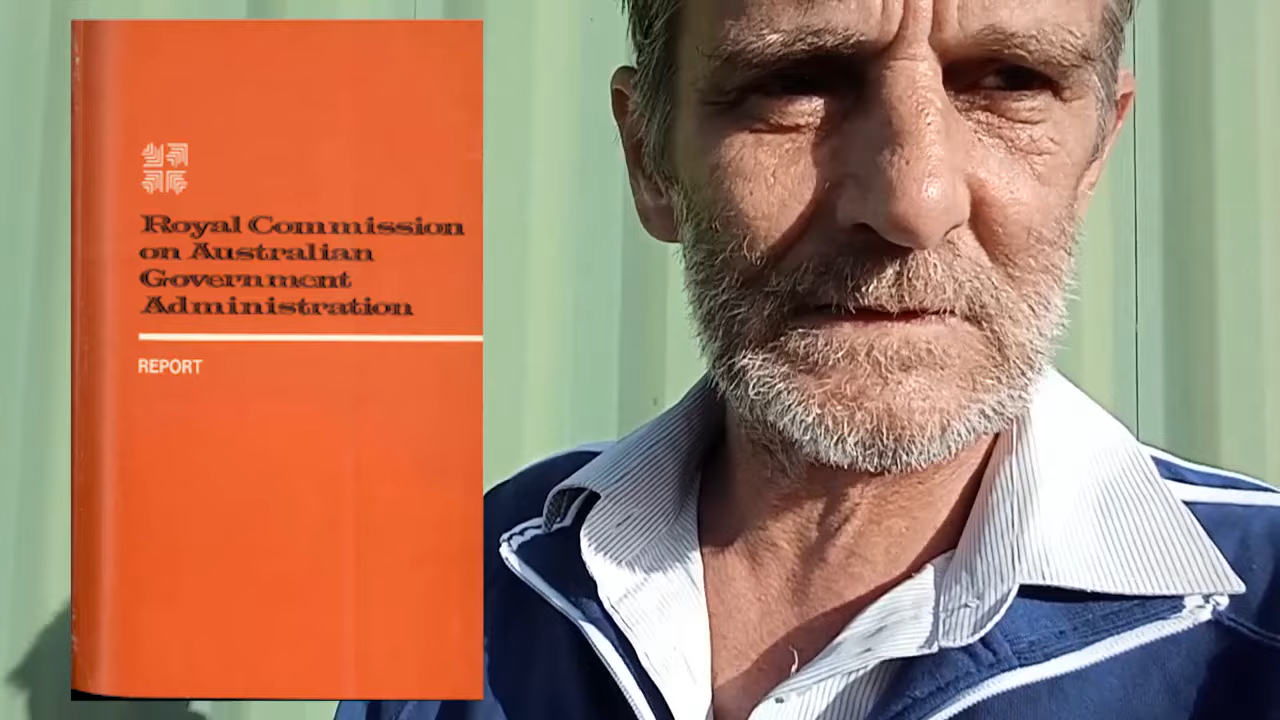 Royal Commission
on Australian
Government
Administration
REPORT